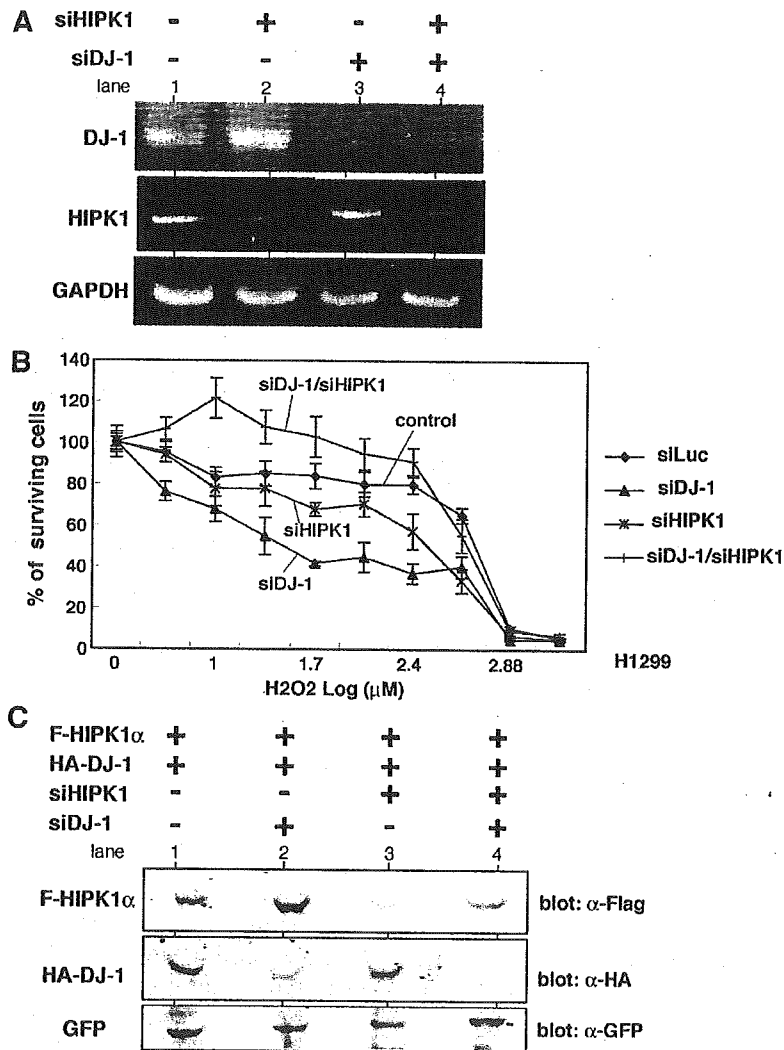 A
siHIPK1 - + - +
siDJ-1 - - + +
lane 1 2 3 4
DJ-1
HIPK1
GAPDH
B
140
120
100
80
60
40
20
0
% of surviving cells
siDJ-1/siHIPK1
control
siHIPK1
siDJ-1
0 1 1.7 2.4 2.88
H2O2 Log (µM)
siLuc
siDJ-1
siHIPK1
siDJ-1/siHIPK1
H1299
C
F-HIPK1α + + + +
HA-DJ-1 + + + +
siHIPK1 - - + +
siDJ-1 - + - +
lane 1 2 3 4
F-HIPK1α blot: α-Flag
HA-DJ-1 blot: α-HA
GFP blot: α-GFP